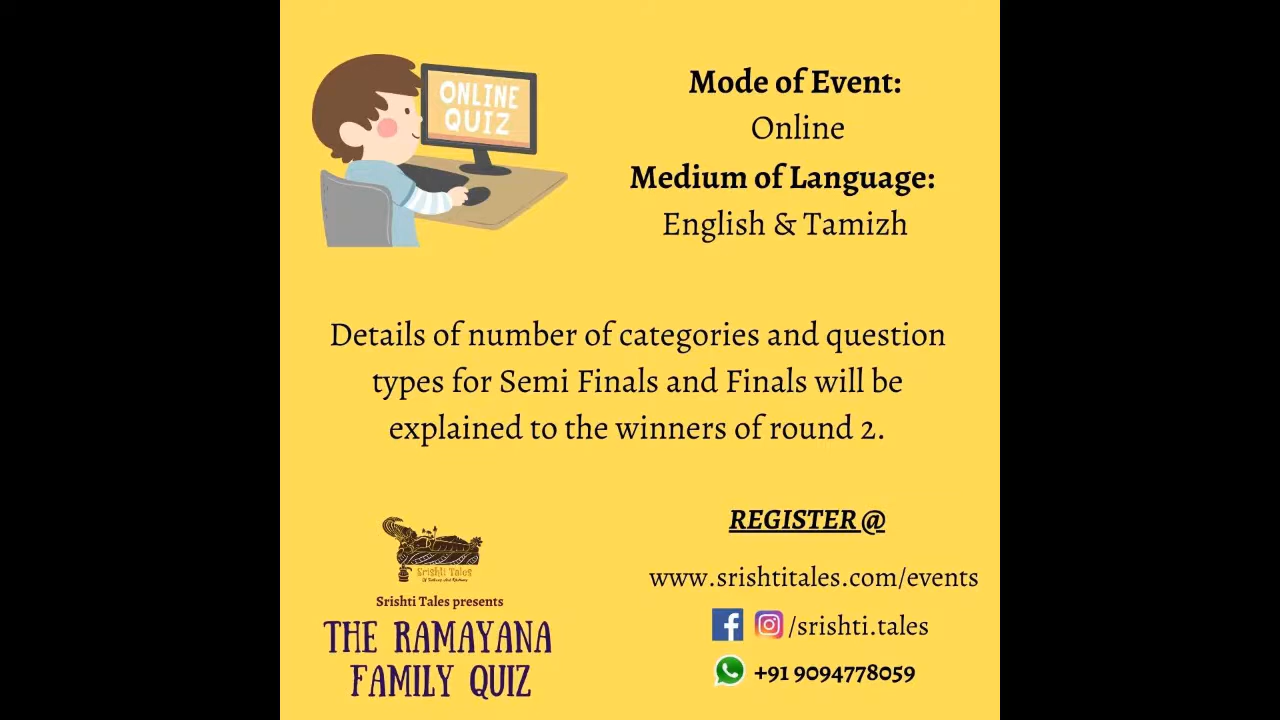 ONLINE
QUIZ
Mode of Event:
Online
Medium of Language:
English & Tamizh
Details of number of categories and question
types for Semi Finals and Finals will be
explained to the winners of round 2.
Srishti Tales
Srishti Tales presents
THE RAMAYANA
FAMILY QUIZ
REGISTER @
www.srishtitales.com/events
/srishti.tales
+91 9094778059